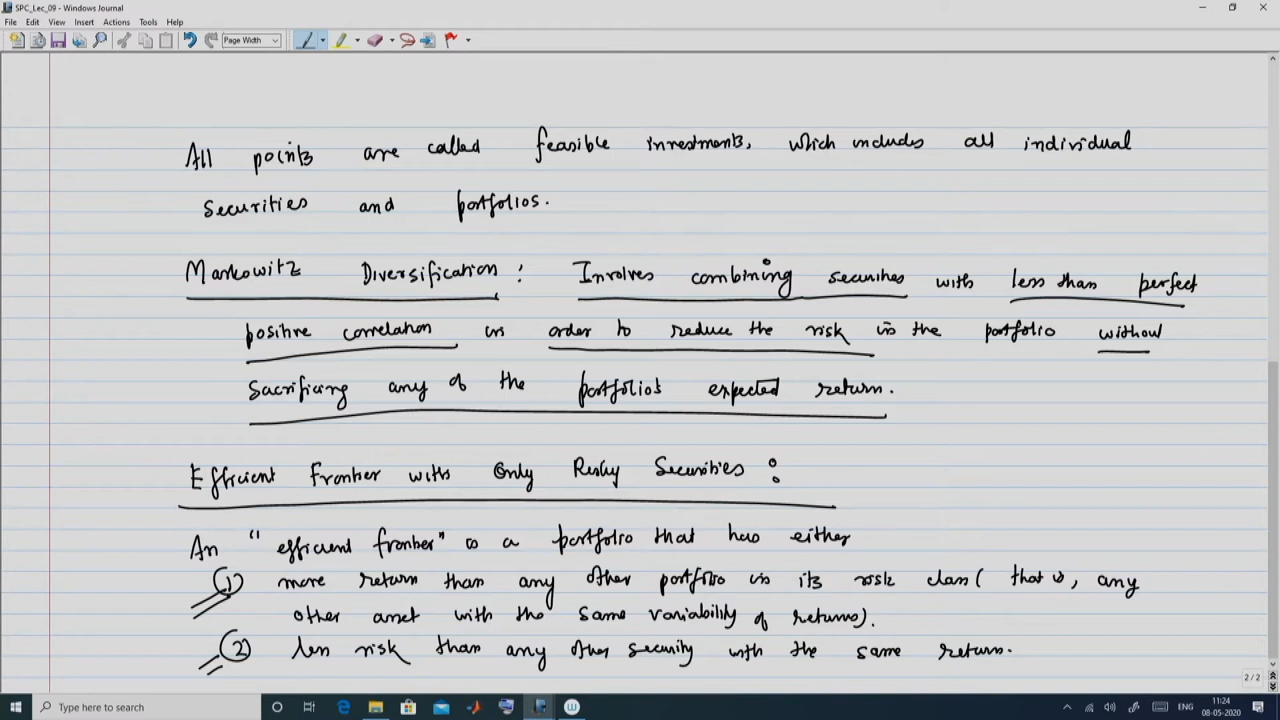 SPC_Lec_09 - Windows Journal
File Edit View Insert Actions Tools Help
Page Width
All points are called feasible investments, which includes all individual
securities and portfolios.
Markowitz Diversification : Involves combining securities with less than perfect
positive correlation in order to reduce the risk in the portfolio without
sacrificing any of the portfolio's expected return.
Efficient Frontier with Only Risky Securities :
An "efficient frontier" is a portfolio that has either
(1) more return than any other portfolio in its risk class (that is, any
other asset with the same variability of returns).
(2) less risk than any other security with the same return.
2 / 2
Type here to search
ENG
11:24
08-05-2020